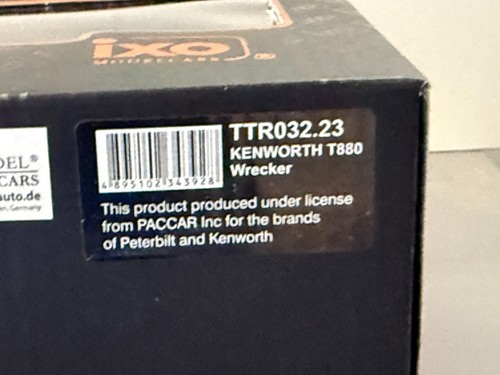 ixo
MODELCARS ®
TTR032.23
KENWORTH T880
Wrecker
4 895102 343928
This product produced under license
from PACCAR Inc for the brands
of Peterbilt and Kenworth
DEL®
CARS
auto.de
Germany